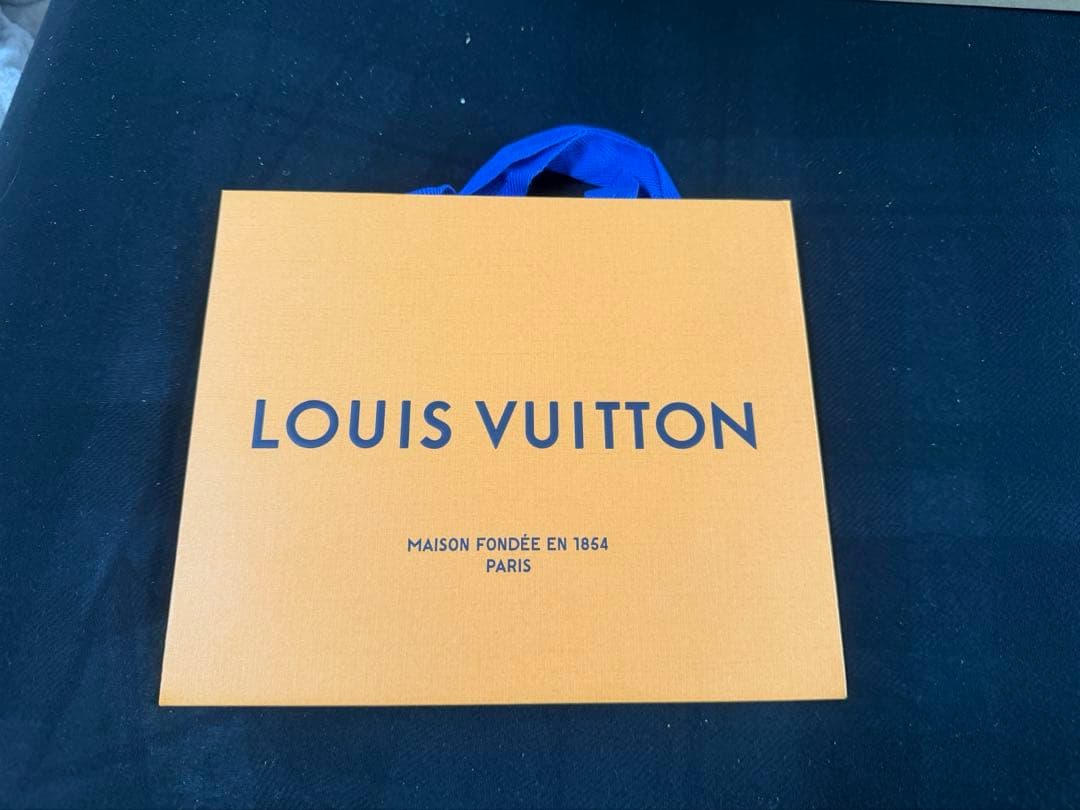 LOUIS VUITTON
MAISON FONDÉE EN 1854
PARIS